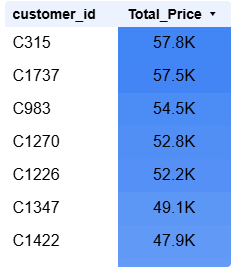 customer_id Total_Price
C315 57.8K
C1737 57.5K
C983 54.5K
C1270 52.8K
C1226 52.2K
C1347 49.1K
C1422 47.9K